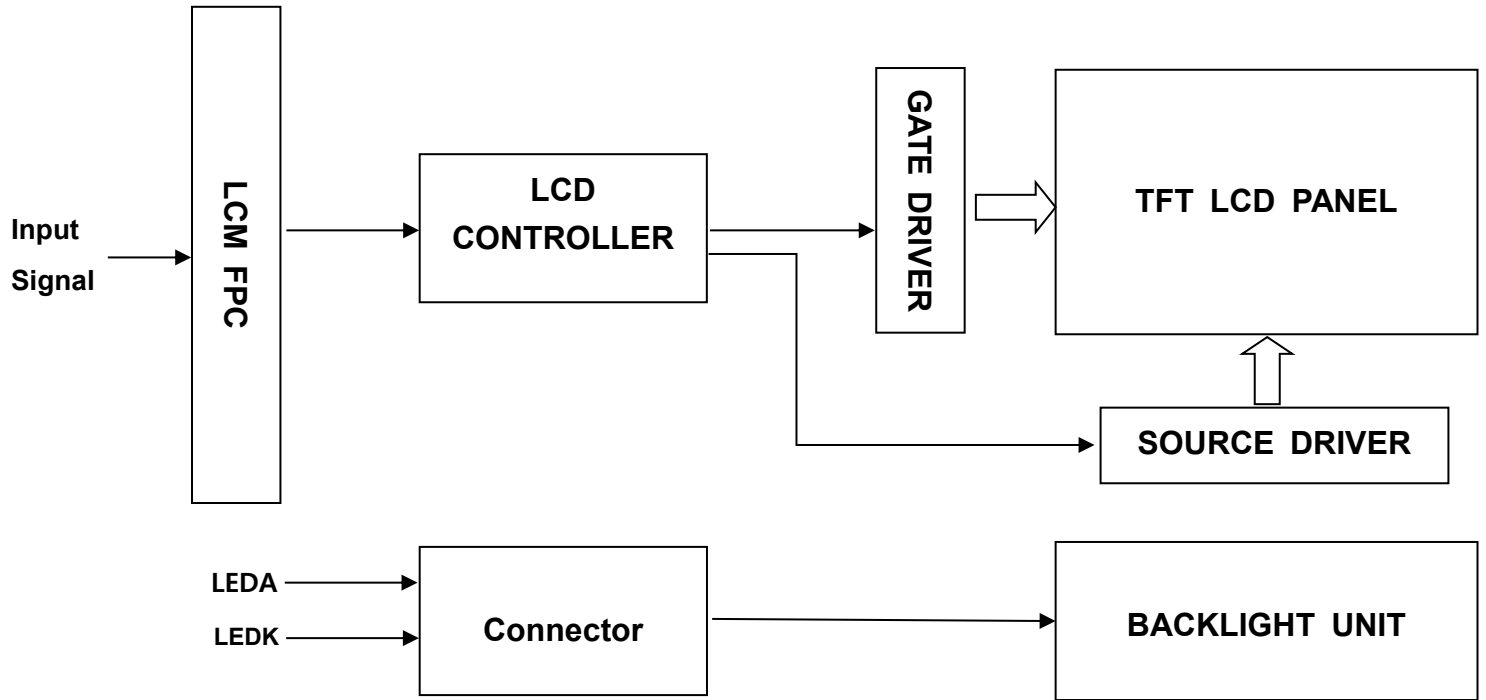 Input
Signal
LCM FPC
LCD
CONTROLLER
GATE DRIVER
TFT LCD PANEL
SOURCE DRIVER
LEDA
LEDK
Connector
BACKLIGHT UNIT